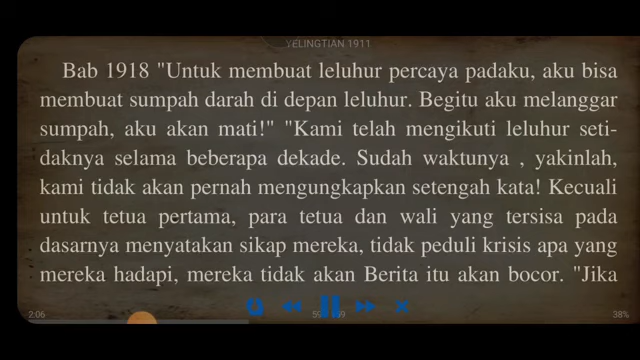 YELINGTIAN 1911
Bab 1918 "Untuk membuat leluhur percaya padaku, aku bisa
membuat sumpah darah di depan leluhur. Begitu aku melanggar
sumpah, aku akan mati!" "Kami telah mengikuti leluhur seti-
daknya selama beberapa dekade. Sudah waktunya , yakinlah,
kami tidak akan pernah mengungkapkan setengah kata! Kecuali
untuk tetua pertama, para tetua dan wali yang tersisa pada
dasarnya menyatakan sikap mereka, tidak peduli krisis apa yang
mereka hadapi, mereka tidak akan Berita itu akan bocor. "Jika
2:06
38%